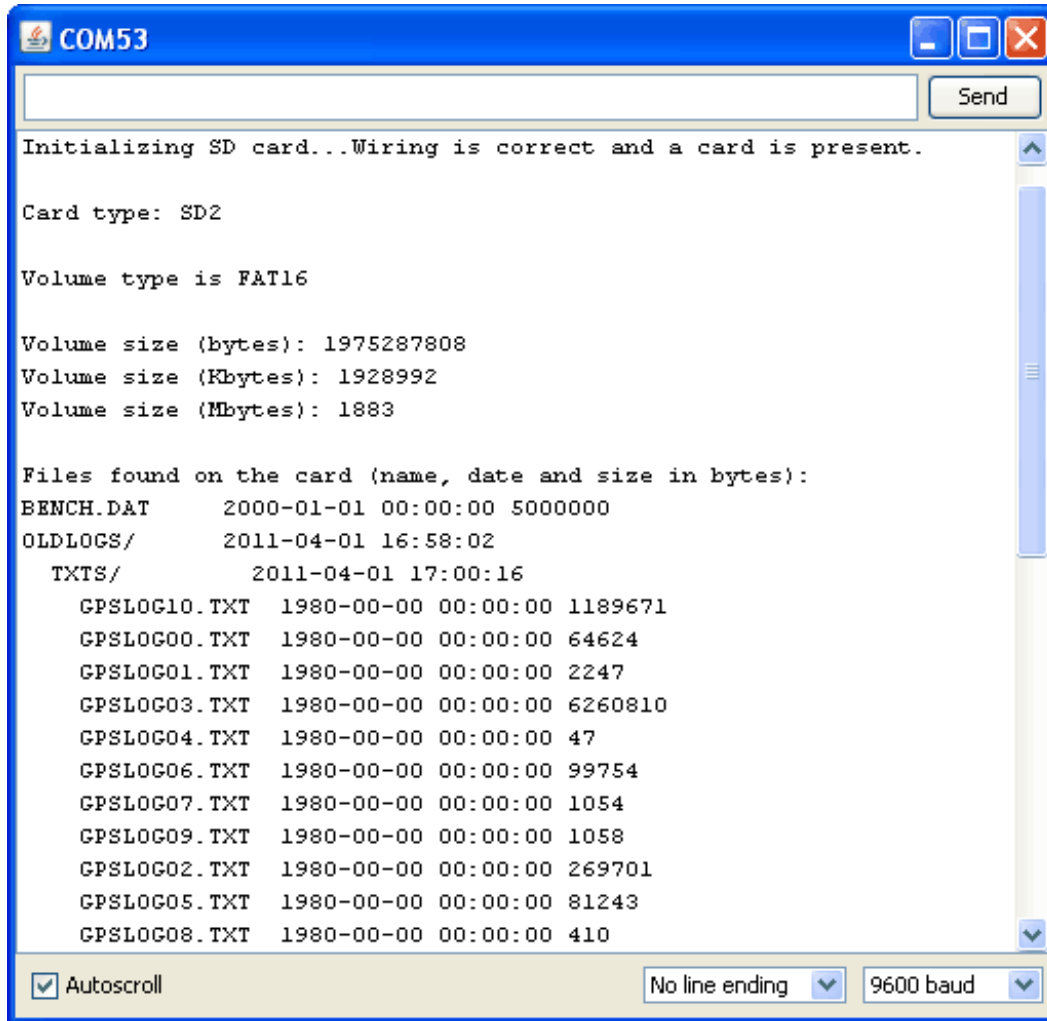 COM53
Send
Initializing SD card...Wiring is correct and a card is present.
Card type: SD2
Volume type is FAT16
Volume size (bytes): 1975287808
Volume size (Kbytes): 1928992
Volume size (Mbytes): 1883
Files found on the card (name, date and size in bytes):
BENCH.DAT 2000-01-01 00:00:00 5000000
OLDLOGS/ 2011-04-01 16:58:02
TXTS/ 2011-04-01 17:00:16
GPSLOG10.TXT 1980-00-00 00:00:00 1189671
GPSLOG00.TXT 1980-00-00 00:00:00 64624
GPSLOG01.TXT 1980-00-00 00:00:00 2247
GPSLOG03.TXT 1980-00-00 00:00:00 6260810
GPSLOG04.TXT 1980-00-00 00:00:00 47
GPSLOG06.TXT 1980-00-00 00:00:00 99754
GPSLOG07.TXT 1980-00-00 00:00:00 1054
GPSLOG09.TXT 1980-00-00 00:00:00 1058
GPSLOG02.TXT 1980-00-00 00:00:00 269701
GPSLOG05.TXT 1980-00-00 00:00:00 81243
GPSLOG08.TXT 1980-00-00 00:00:00 410
Autoscroll No line ending 9600 baud